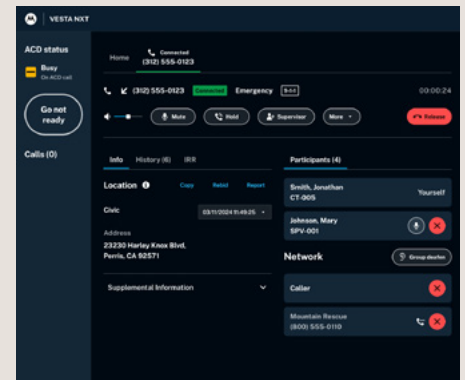 VESTA NXT
ACD status
Busy
On ACD call
Go not
ready
Calls (0)
Home
Connected
(312) 555-0123
(312) 555-0123 Connected Emergency 9-1-1 00:00:24
Mute Hold Supervisor More Release
Info History (6) IRR
Location Copy Rebid Report
Civic 03/11/2024 11:49:25
Address
23230 Harley Knox Blvd,
Perris, CA 92571
Supplemental Information
Participants (4)
Smith, Jonathan
CT-005
Yourself
Johnson, Mary
SPV-001
Network Group deafen
Caller
Mountain Rescue
(800) 555-0110